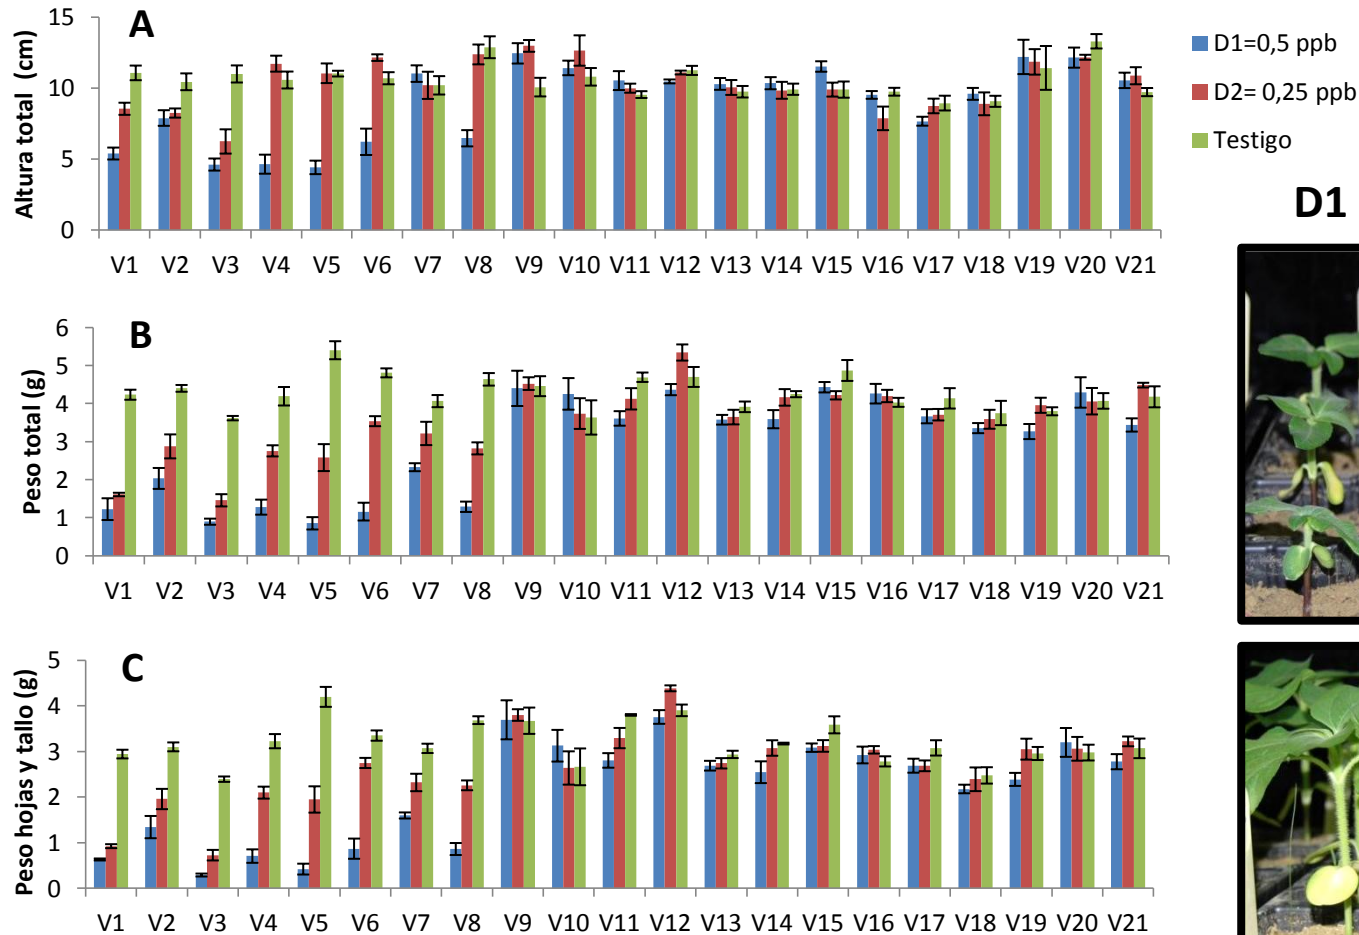 A
Altura total (cm)
15
10
5
0
V1 V2 V3 V4 V5 V6 V7 V8 V9 V10 V11 V12 V13 V14 V15 V16 V17 V18 V19 V20 V21
D1=0,5 ppb
D2= 0,25 ppb
Testigo
D1
B
Peso total (g)
6
5
4
3
2
1
0
V1 V2 V3 V4 V5 V6 V7 V8 V9 V10 V11 V12 V13 V14 V15 V16 V17 V18 V19 V20 V21
C
Peso hojas y tallo (g)
5
4
3
2
1
0
V1 V2 V3 V4 V5 V6 V7 V8 V9 V10 V11 V12 V13 V14 V15 V16 V17 V18 V19 V20 V21